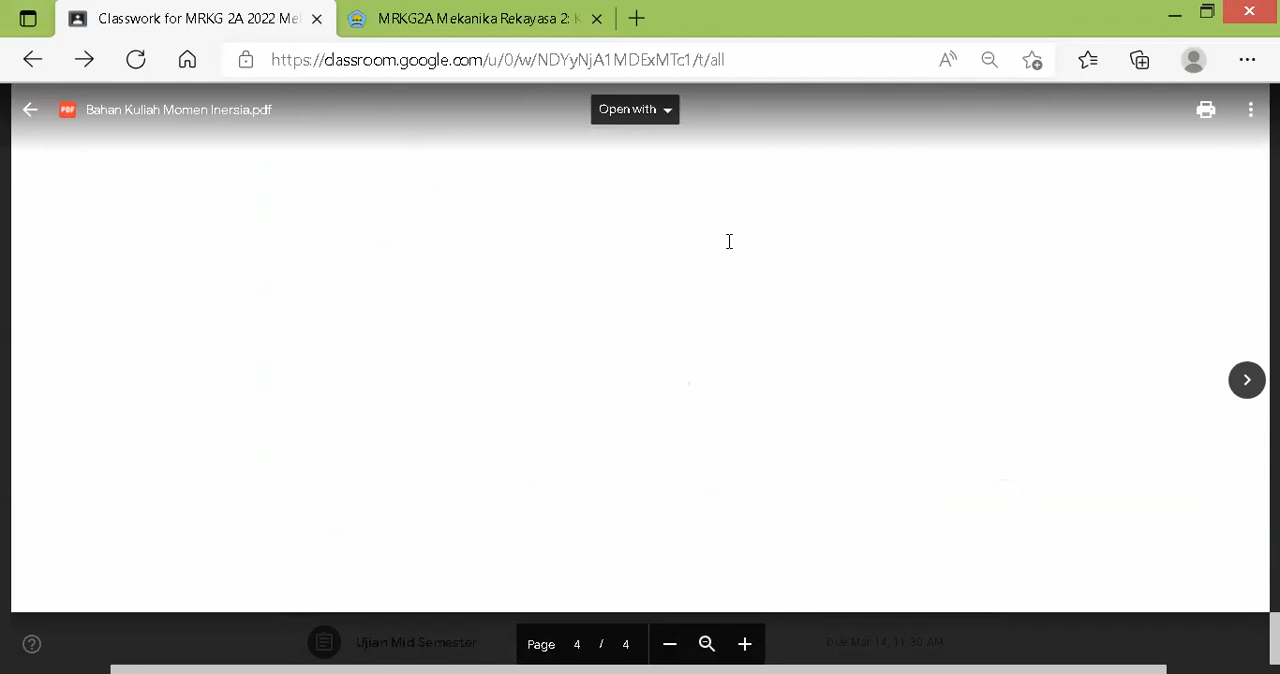 Classwork for MRKG 2A 2022 Me
MRKG2A Mekanika Rekayasa 2: K
https://classroom.google.com/u/0/w/NDYyNjA1MDExMTc1/t/all
PDF Bahan Kuliah Momen Inersia.pdf
Open with
Ujian Mid Semester
Page 4 / 4
Due Mar 14, 11:30 AM